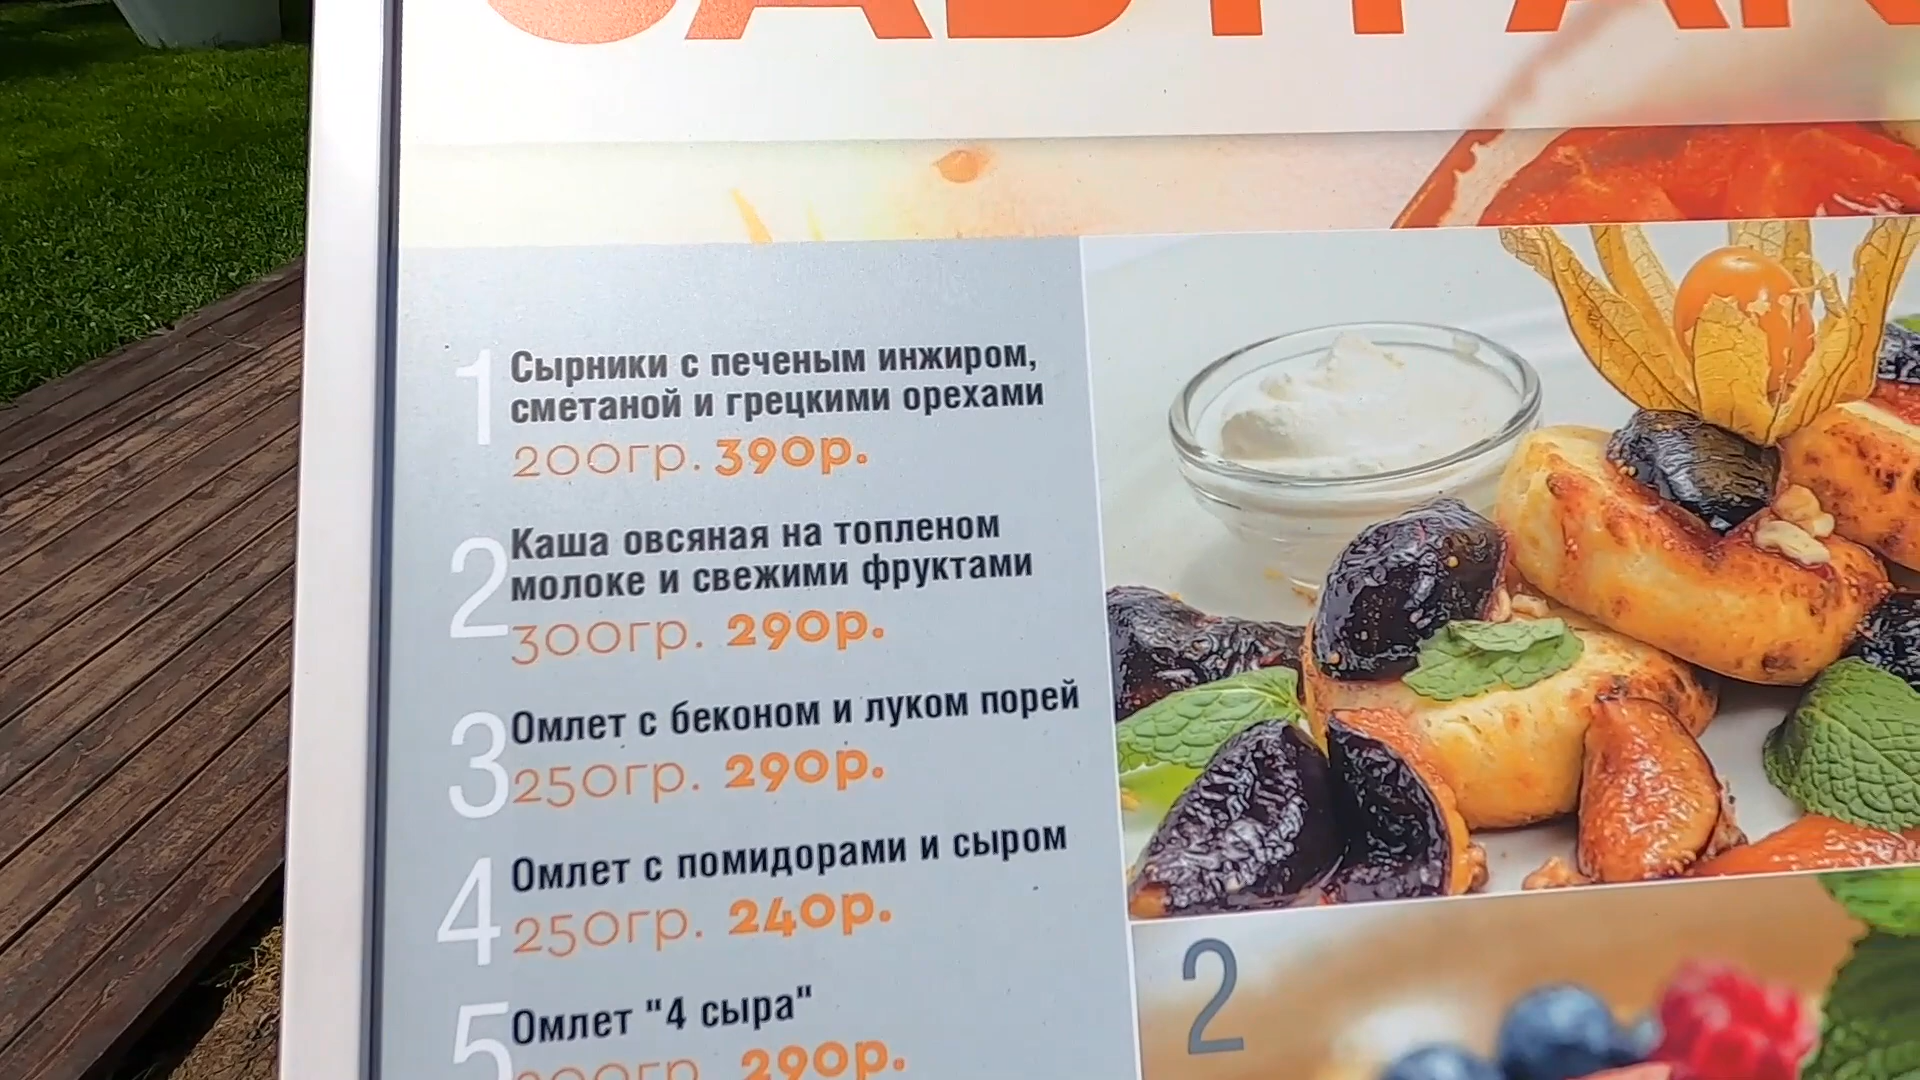 ЗАВТРАК
1 Сырники с печеным инжиром,
сметаной и грецкими орехами
200гр. 390р.
2 Каша овсяная на топленом
молоке и свежими фруктами
300гр. 290р.
3 Омлет с беконом и луком порей
250гр. 290р.
4 Омлет с помидорами и сыром
250гр. 240р.
5 Омлет "4 сыра"
290р.
2